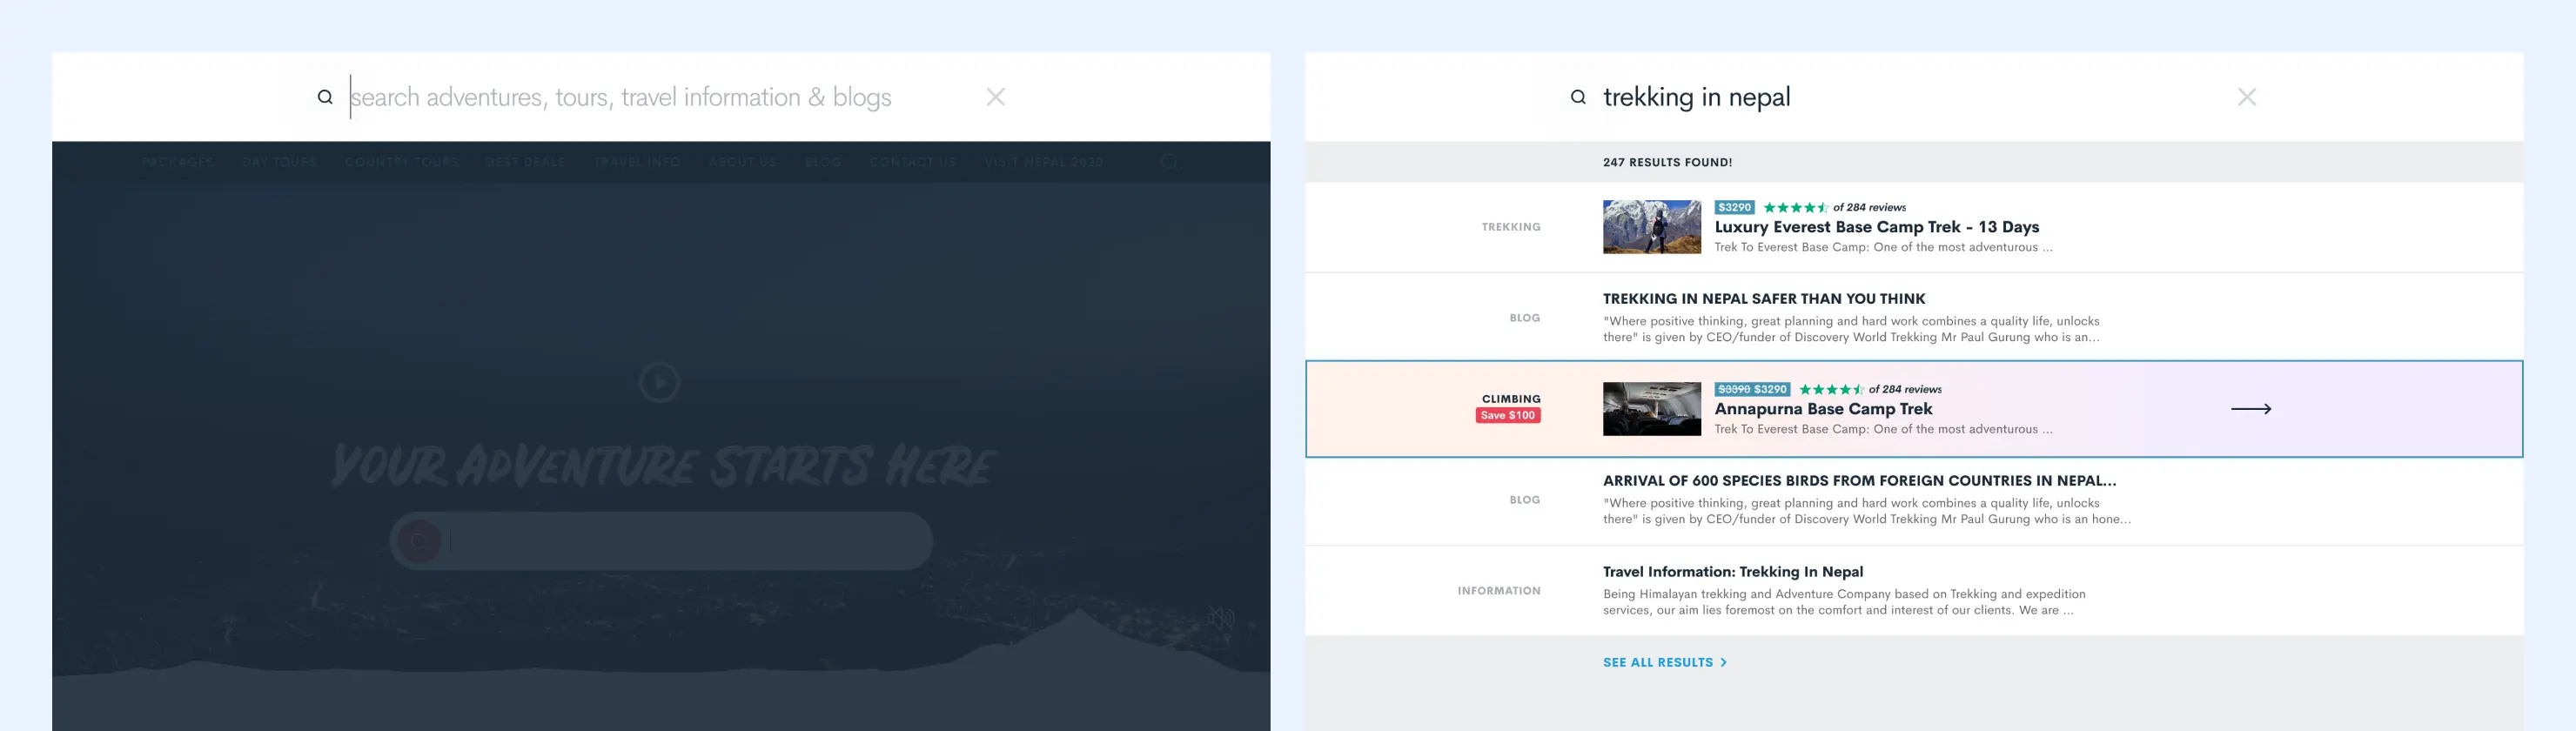 search adventures, tours, travel information & blogs
PACKAGES DAY TOURS COUNTRY TOURS BEST DEALS TRAVEL INFO ABOUT US BLOG CONTACT US VISIT NEPAL 2020
YOUR ADVENTURE STARTS HERE
trekking in nepal
247 RESULTS FOUND!
TREKKING
$3290 of 284 reviews
Luxury Everest Base Camp Trek - 13 Days
Trek To Everest Base Camp: One of the most adventurous ...
BLOG
TREKKING IN NEPAL SAFER THAN YOU THINK
"Where positive thinking, great planning and hard work combines a quality life, unlocks
there" is given by CEO/funder of Discovery World Trekking Mr Paul Gurung who is an...
CLIMBING
Save $100
$3390 $3290 of 284 reviews
Annapurna Base Camp Trek
Trek To Everest Base Camp: One of the most adventurous ...
BLOG
ARRIVAL OF 600 SPECIES BIRDS FROM FOREIGN COUNTRIES IN NEPAL...
"Where positive thinking, great planning and hard work combines a quality life, unlocks
there" is given by CEO/funder of Discovery World Trekking Mr Paul Gurung who is an hone...
INFORMATION
Travel Information: Trekking In Nepal
Being Himalayan trekking and Adventure Company based on Trekking and expedition
services, our aim lies foremost on the comfort and interest of our clients. We are ...
SEE ALL RESULTS